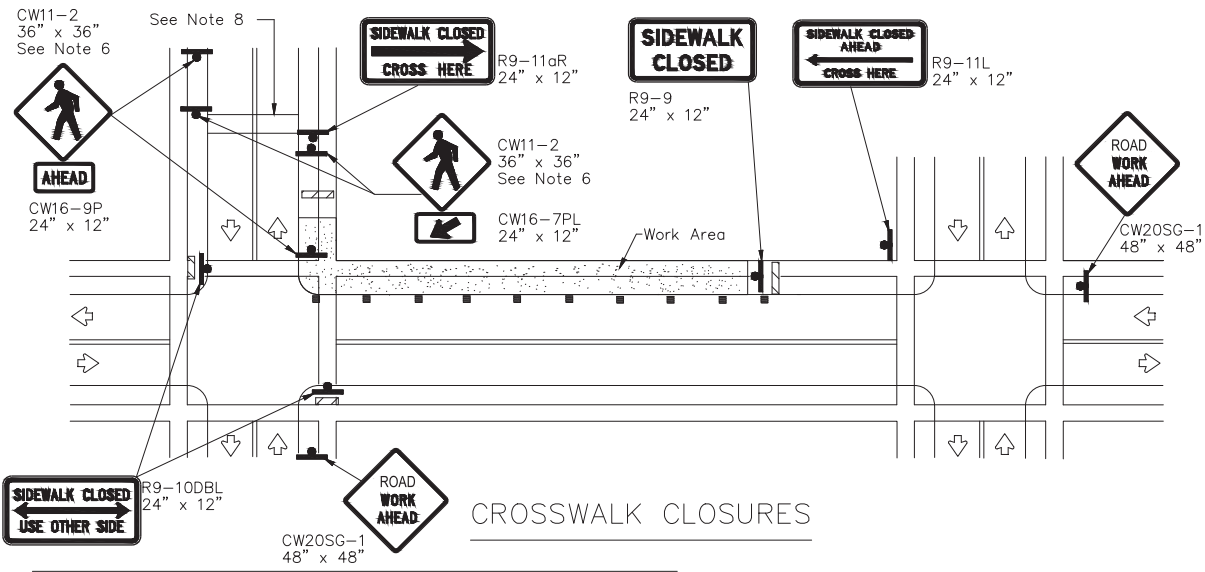 CW11-2
36" x 36"
See Note 6
See Note 8
SIDEWALK CLOSED
CROSS HERE
R9-11aR
24" x 12"
SIDEWALK
CLOSED
R9-9
24" x 12"
SIDEWALK CLOSED
AHEAD
CROSS HERE
R9-11L
24" x 12"
AHEAD
CW16-9P
24" x 12"
CW11-2
36" x 36"
See Note 6
CW16-7PL
24" x 12"
Work Area
ROAD
WORK
AHEAD
CW20SG-1
48" x 48"
SIDEWALK CLOSED
USE OTHER SIDE
R9-10DBL
24" x 12"
ROAD
WORK
AHEAD
CW20SG-1
48" x 48"
CROSSWALK CLOSURES